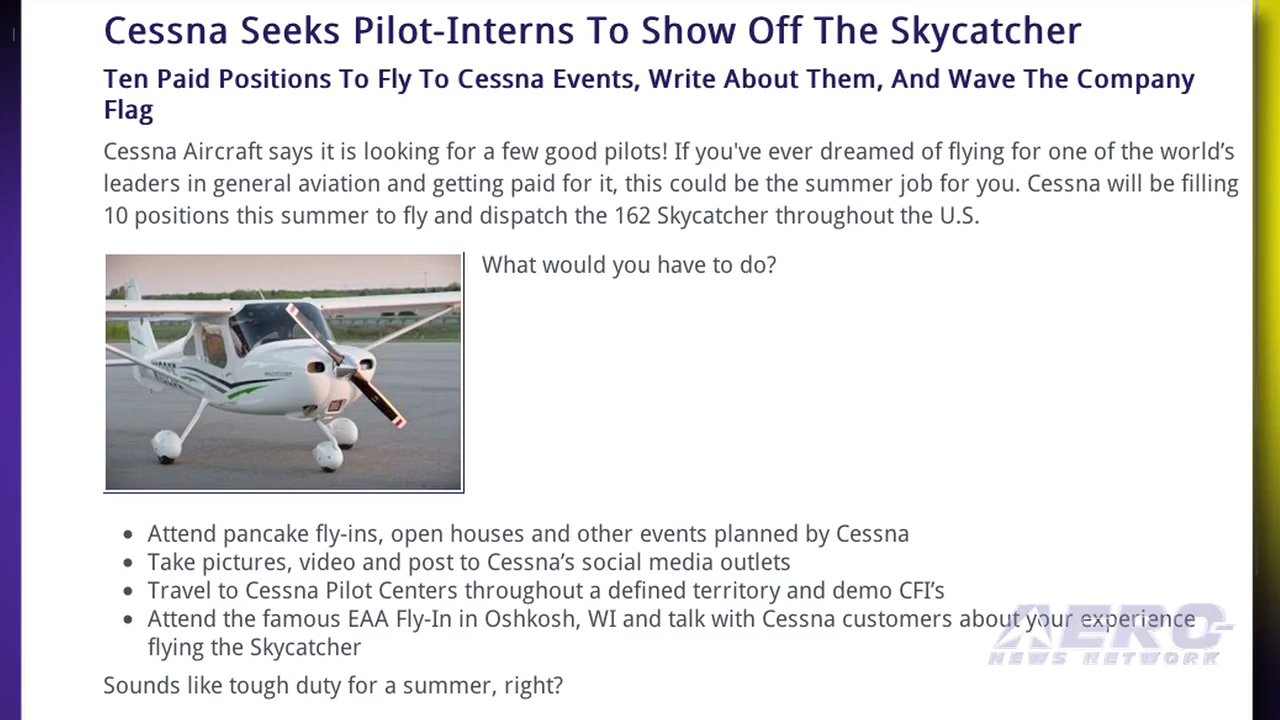 Cessna Seeks Pilot-Interns To Show Off The Skycatcher
Ten Paid Positions To Fly To Cessna Events, Write About Them, And Wave The Company
Flag
Cessna Aircraft says it is looking for a few good pilots! If you've ever dreamed of flying for one of the world’s
leaders in general aviation and getting paid for it, this could be the summer job for you. Cessna will be filling
10 positions this summer to fly and dispatch the 162 Skycatcher throughout the U.S.
What would you have to do?
• Attend pancake fly-ins, open houses and other events planned by Cessna
• Take pictures, video and post to Cessna’s social media outlets
• Travel to Cessna Pilot Centers throughout a defined territory and demo CFI’s
• Attend the famous EAA Fly-In in Oshkosh, WI and talk with Cessna customers about your experience
flying the Skycatcher
AERO
NEWS NETWORK
Sounds like tough duty for a summer, right?